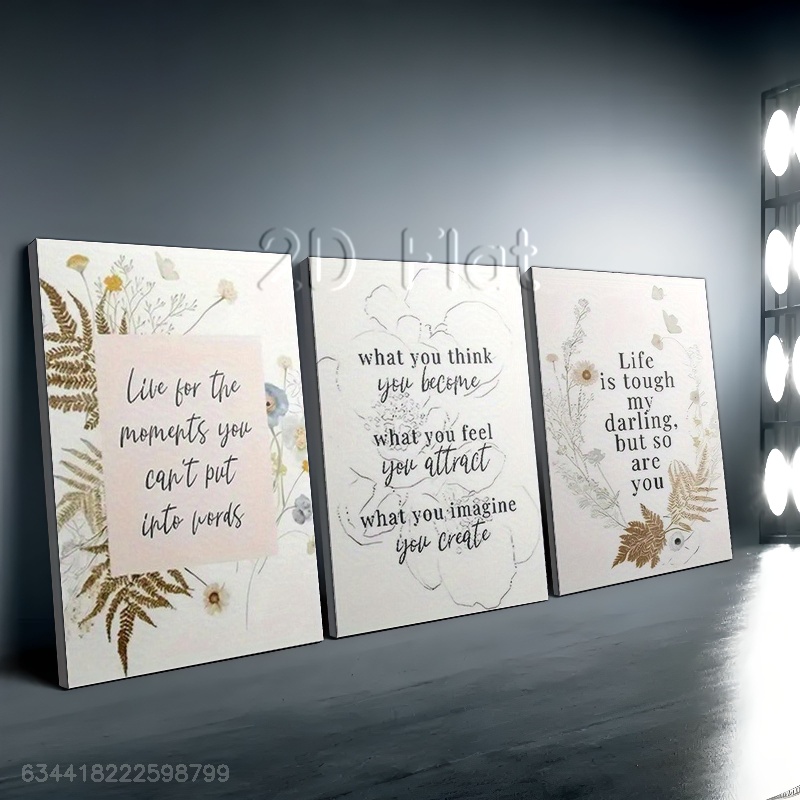 2D Flat
Live for the
moments you
can't put
into words
what you think
you become
what you feel
you attract
what you imagine
you create
Life
is tough
my
darling,
but so
are
you
634418222598799